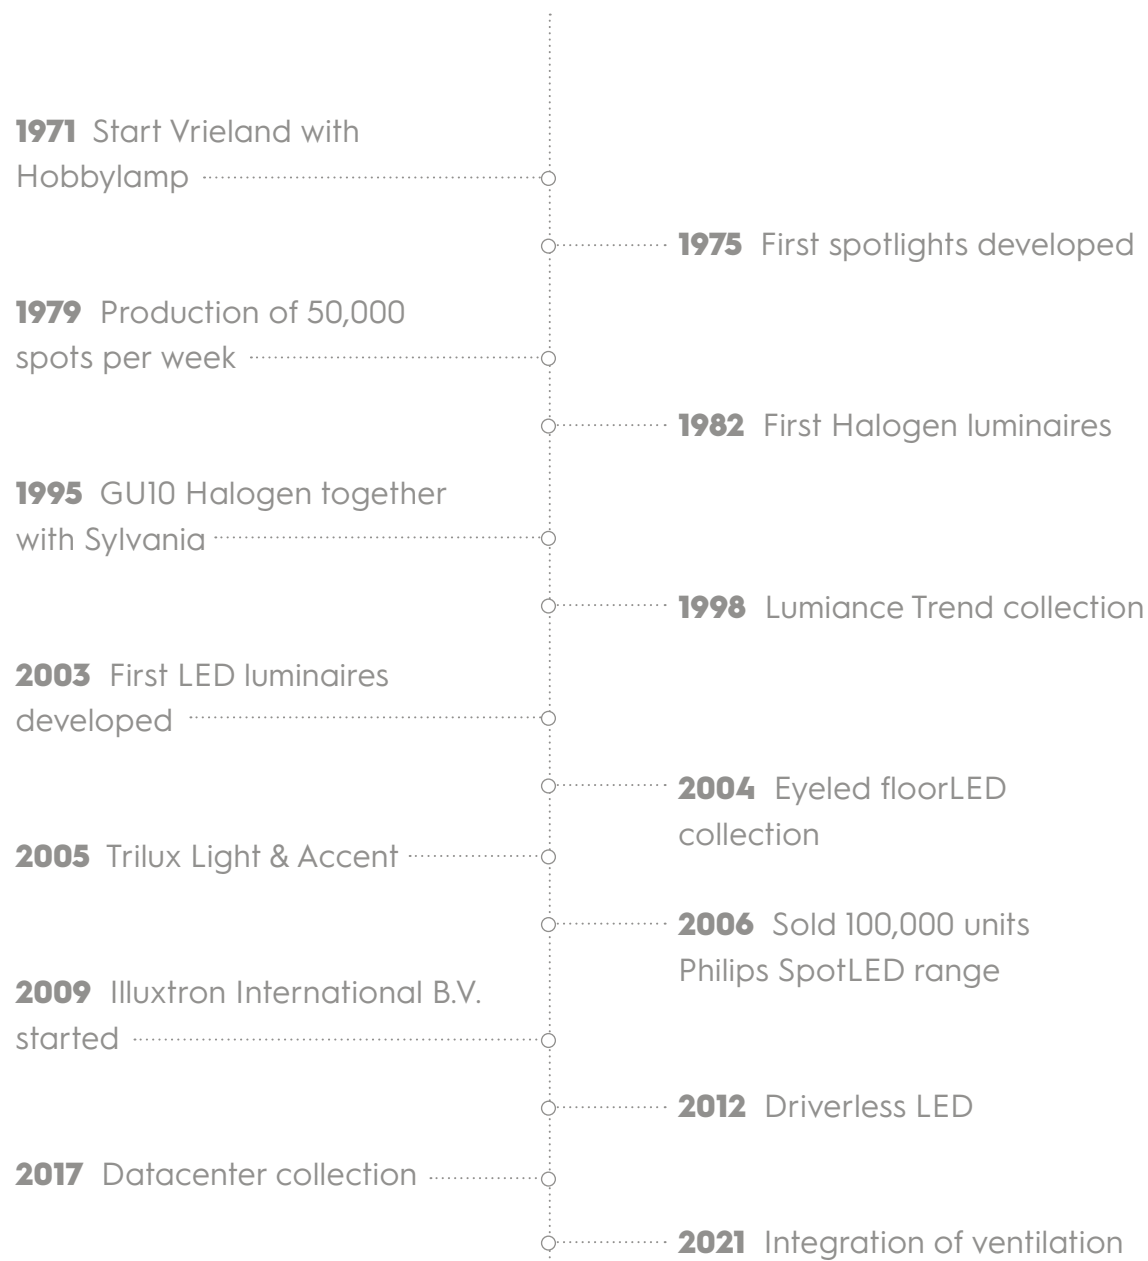 1971 Start Vrieland with
Hobbylamp
1975 First spotlights developed
1979 Production of 50,000
spots per week
1982 First Halogen luminaires
1995 GU10 Halogen together
with Sylvania
1998 Lumiance Trend collection
2003 First LED luminaires
developed
2004 Eyeled floorLED
collection
2005 Trilux Light & Accent
2006 Sold 100,000 units
Philips SpotLED range
2009 Illuxtron International B.V.
started
2012 Driverless LED
2017 Datacenter collection
2021 Integration of ventilation